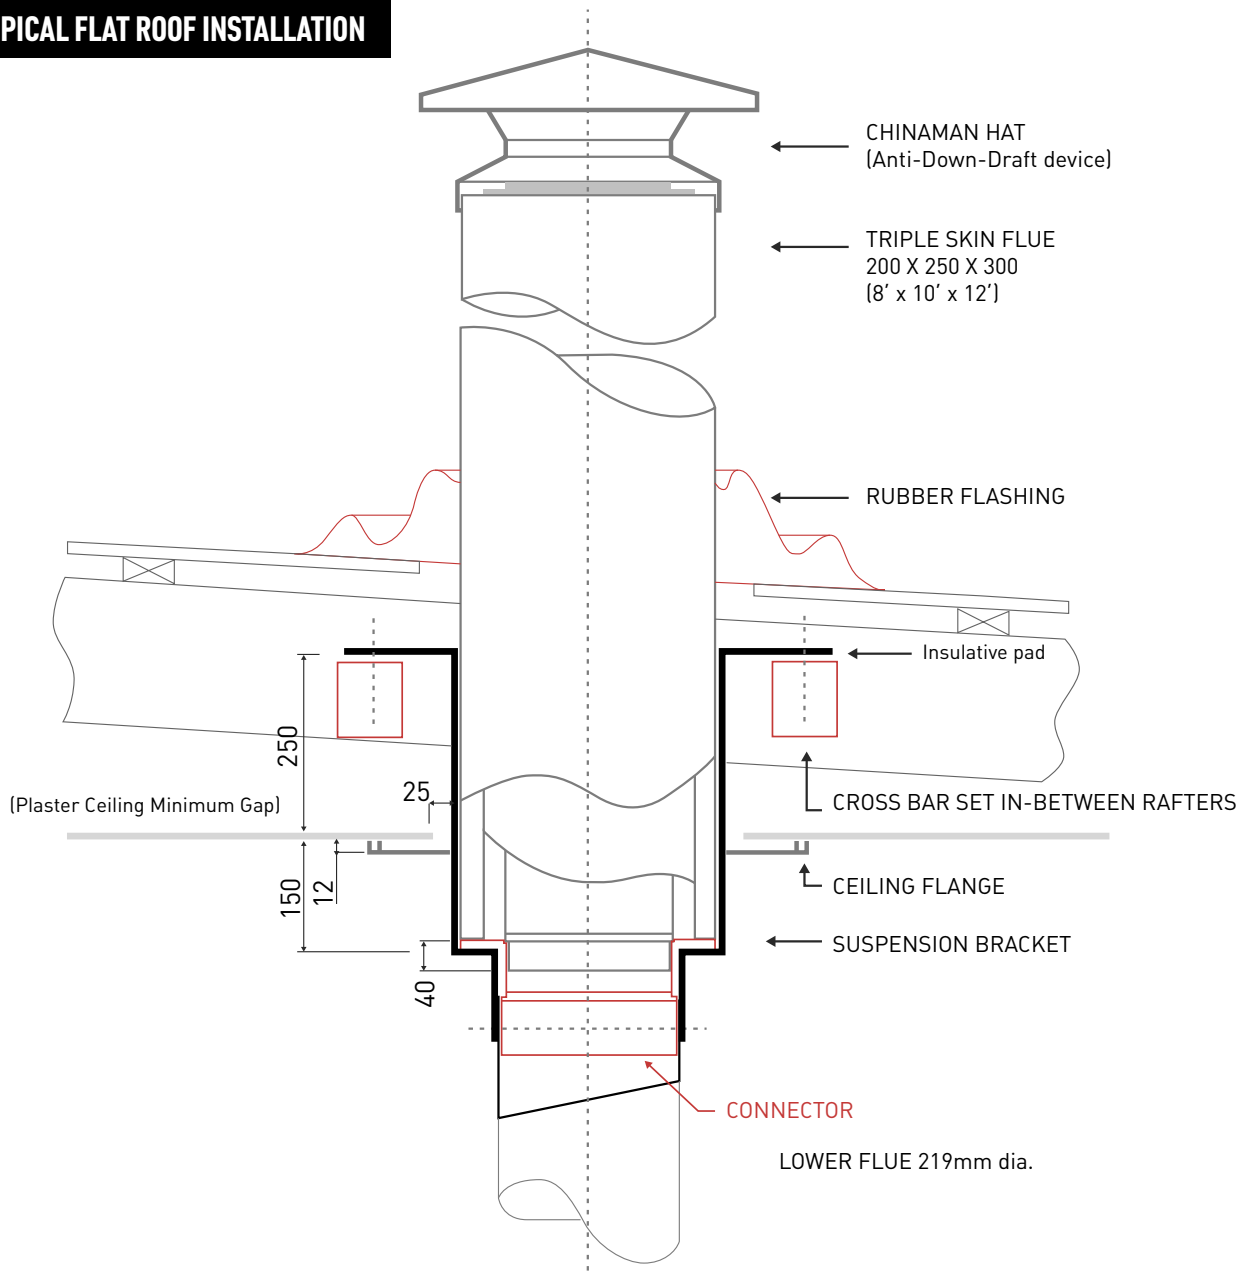 PICAL FLAT ROOF INSTALLATION
CHINAMAN HAT
(Anti-Down-Draft device)
TRIPLE SKIN FLUE
200 X 250 X 300
(8’ x 10’ x 12’)
RUBBER FLASHING
Insulative pad
250
25
(Plaster Ceiling Minimum Gap)
CROSS BAR SET IN-BETWEEN RAFTERS
150
12
CEILING FLANGE
SUSPENSION BRACKET
40
CONNECTOR
LOWER FLUE 219mm dia.